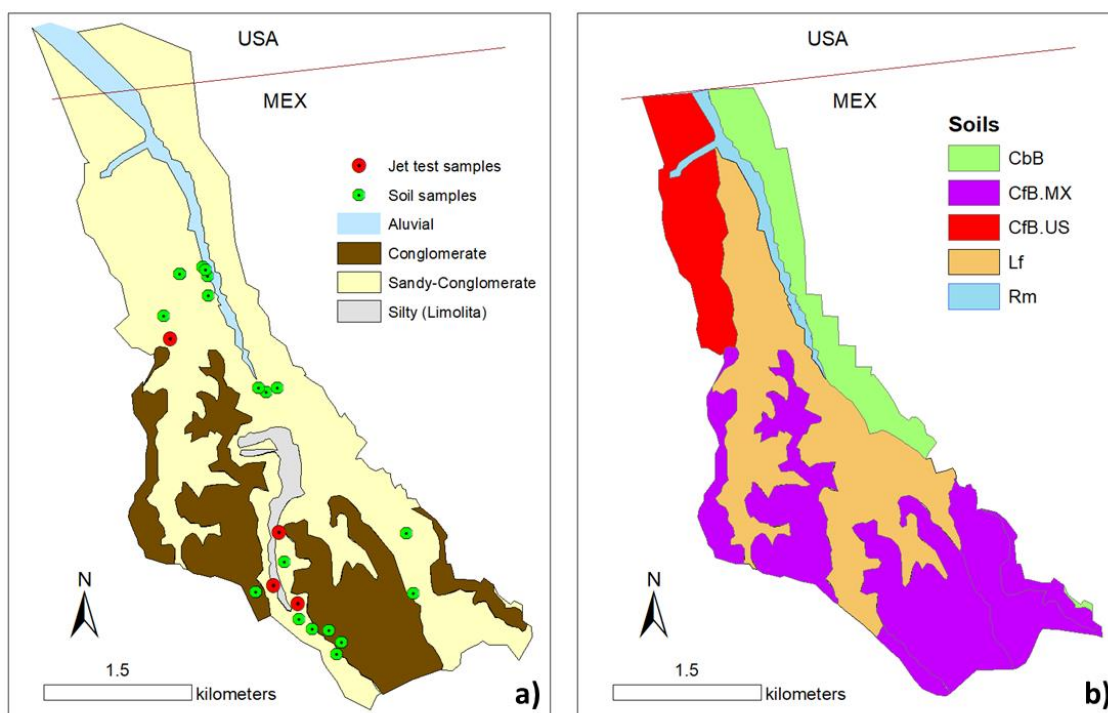 USA
MEX
Jet test samples
Soil samples
Aluvial
Conglomerate
Sandy-Conglomerate
Silty (Limolita)
N
1.5
kilometers
a)
USA
MEX
Soils
CbB
CfB.MX
CfB.US
Lf
Rm
N
1.5
kilometers
b)